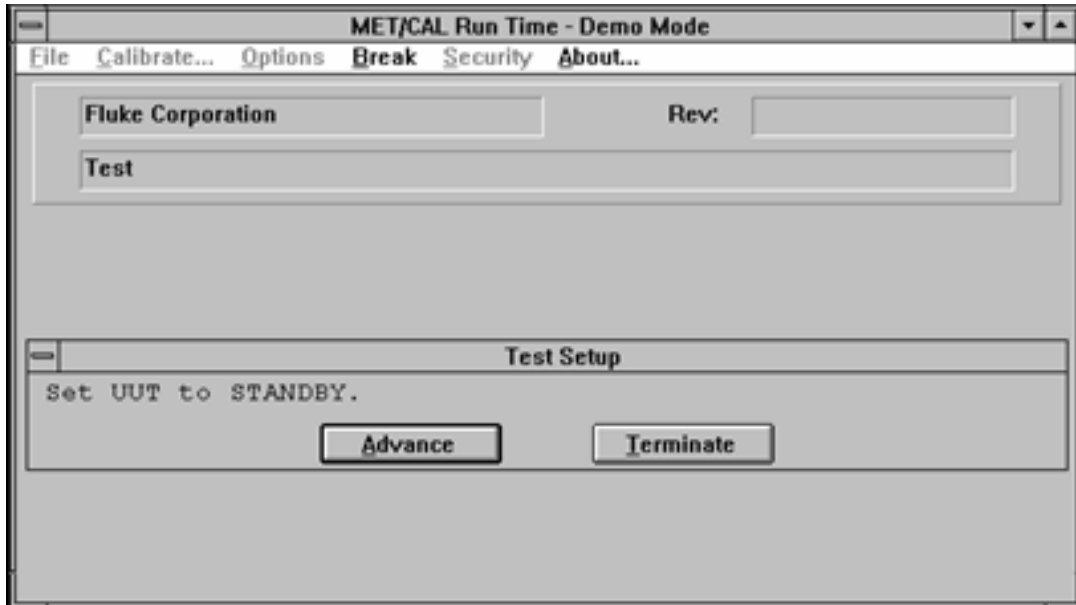 MET/CAL Run Time - Demo Mode
File Calibrate... Options Break Security About...
Fluke Corporation Rev:
Test
Test Setup
Set UUT to STANDBY.
Advance Terminate